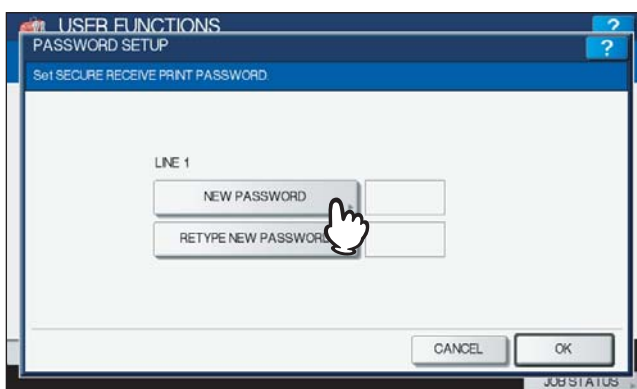 USER FUNCTIONS
?
PASSWORD SETUP
?
Set SECURE RECEIVE PRINT PASSWORD.
LINE 1
NEW PASSWORD
RETYPE NEW PASSWORD
CANCEL
OK
JOB STATUS